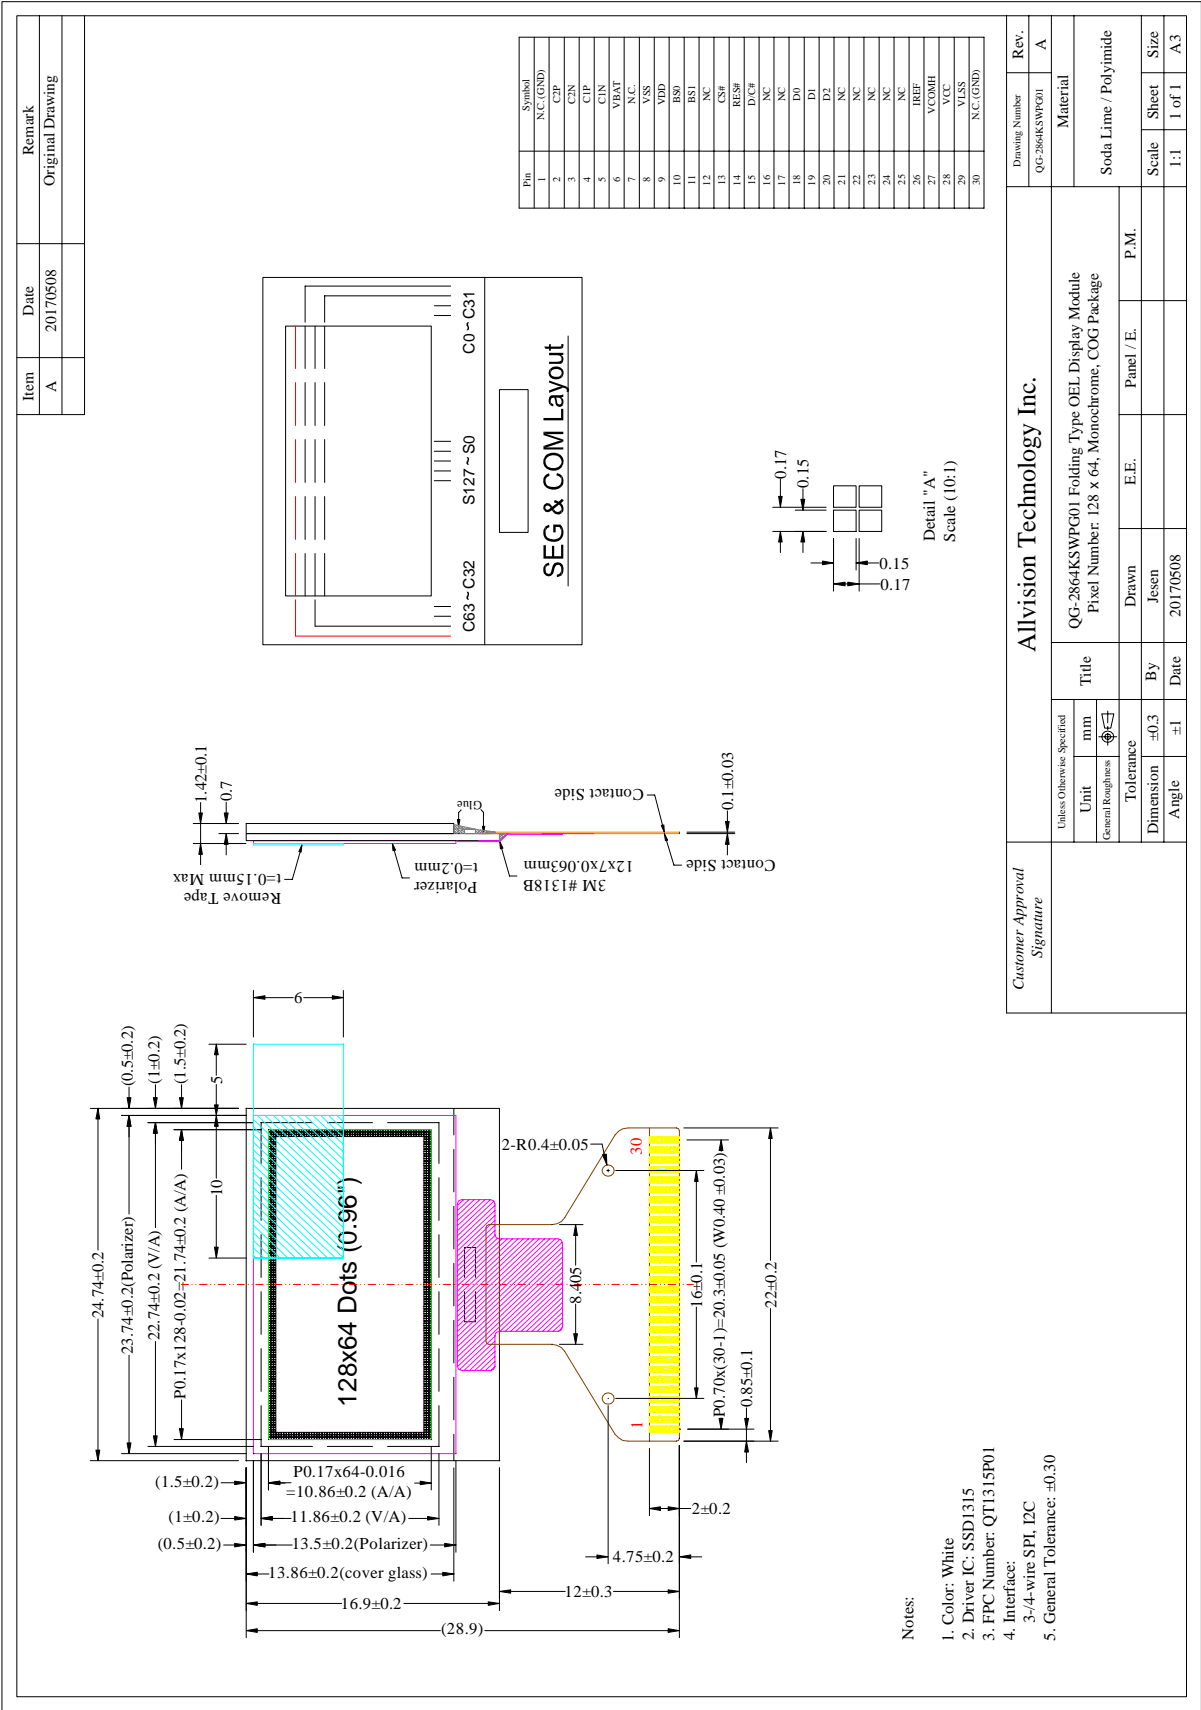 Item Date Remark
A 20170508 Original Drawing
24.74±0.2
23.74±0.2(Polarizer)
22.74±0.2 (V/A)
P0.17x128-0.02=21.74±0.2 (A/A)
(0.5±0.2)
(1±0.2)
(1.5±0.2)
10
5
6
128x64 Dots (0.96")
(1.5±0.2)
(1±0.2)
(0.5±0.2)
P0.17x64-0.016
=10.86±0.2 (A/A)
11.86±0.2 (V/A)
13.5±0.2(Polarizer)
13.86±0.2(cover glass)
16.9±0.2
(28.9)
12±0.3
4.75±0.2
2±0.2
2-R0.4±0.05
8.405
1
30
16±0.1
P0.70x(30-1)=20.3±0.05 (W0.40 ±0.03)
0.85±0.1
22±0.2
1.42±0.1
0.7
Remove Tape
t=0.15mm Max
Polarizer
t=0.2mm
3M #1318B
12x7x0.063mm
Glue
Contact Side
Contact Side
0.1±0.03
C63~C32
S127~S0
C0~C31
SEG & COM Layout
0.17
0.15
0.15
0.17
Detail "A"
Scale (10:1)
Pin Symbol
1 N.C. (GND)
2 C2P
3 C2N
4 C1P
5 C1N
6 VBAT
7 N.C.
8 VSS
9 VDD
10 BS0
11 BS1
12 NC
13 CS#
14 RES#
15 D/C#
16 NC
17 NC
18 D0
19 D1
20 D2
21 NC
22 NC
23 NC
24 NC
25 NC
26 IREF
27 VCOMH
28 VCC
29 VLSS
30 N.C. (GND)
Notes:
1. Color: White
2. Driver IC: SSD1315
3. FPC Number: QT1315P01
4. Interface:
3-/4-wire SPI, I2C
5. General Tolerance: ±0.30
Customer Approval
Signature
Allvision Technology Inc.
Drawing Number Rev.
QG-2864KSWPG01 A
Unless Otherwise Specified
Unit mm
General Roughness
Tolerance
Dimension ±0.3
Angle ±1
Title
QG-2864KSWPG01 Folding Type OEL Display Module
Pixel Number: 128 x 64, Monochrome, COG Package
Material
Soda Lime / Polyimide
Drawn E.E. Panel / E. P.M.
By Jesen
Date 20170508
Scale Sheet Size
1:1 1 of 1 A3